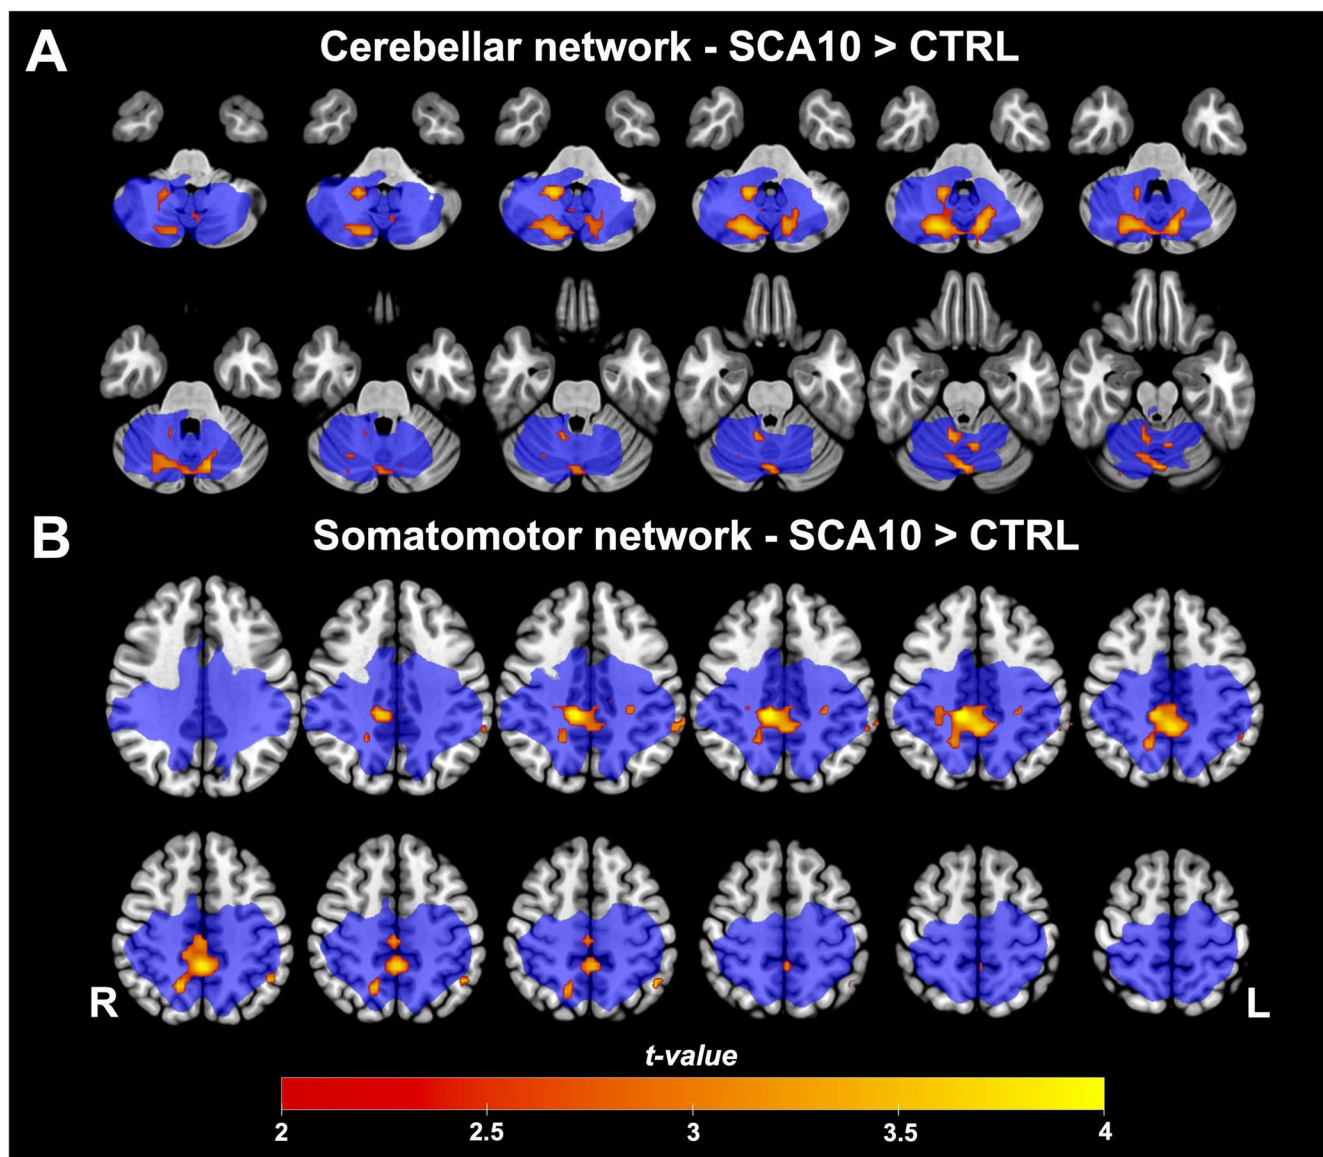 A
Cerebellar network - SCA10 > CTRL
B
Somatomotor network - SCA10 > CTRL
R
L
t-value
2 2.5 3 3.5 4